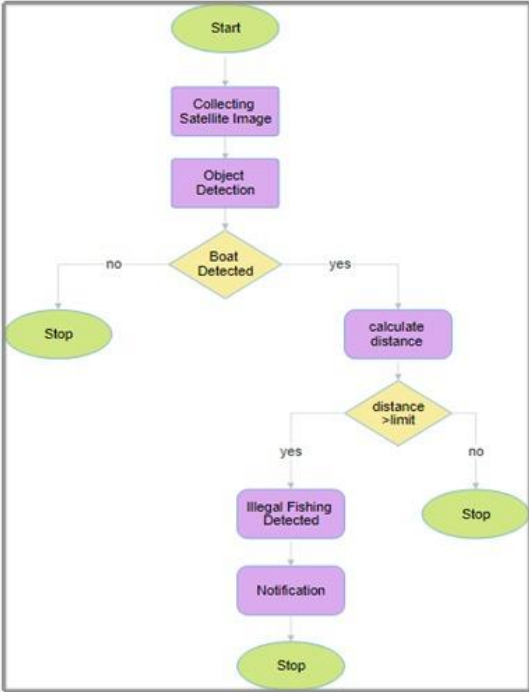 Start
Collecting
Satellite Image
Object
Detection
Boat
Detected
no
yes
Stop
calculate
distance
distance
>limit
yes
no
Illegal Fishing
Detected
Stop
Notification
Stop